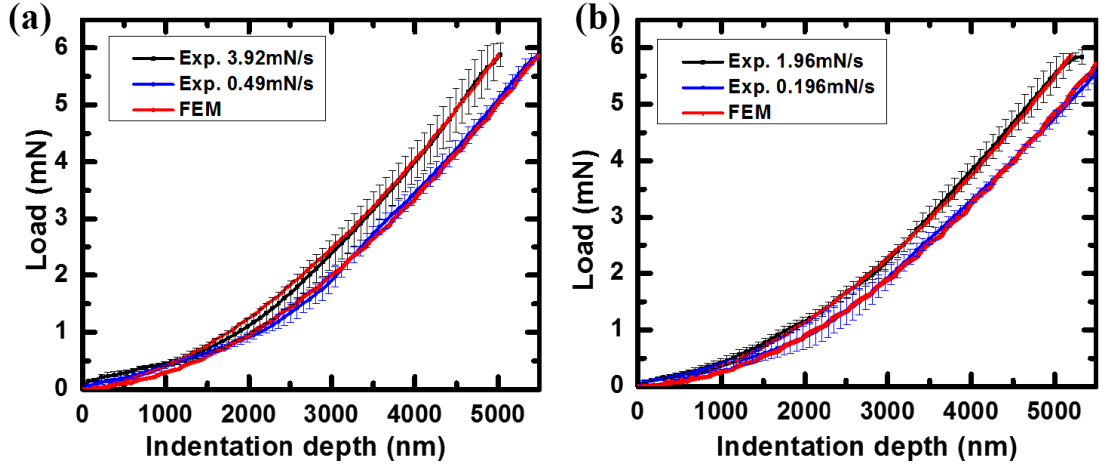 (a)
Exp. 3.92mN/s
Exp. 0.49mN/s
FEM
Load (mN)
6
5
4
3
2
1
0
0 1000 2000 3000 4000 5000
Indentation depth (nm)
(b)
Exp. 1.96mN/s
Exp. 0.196mN/s
FEM
Load (mN)
6
5
4
3
2
1
0
0 1000 2000 3000 4000 5000
Indentation depth (nm)